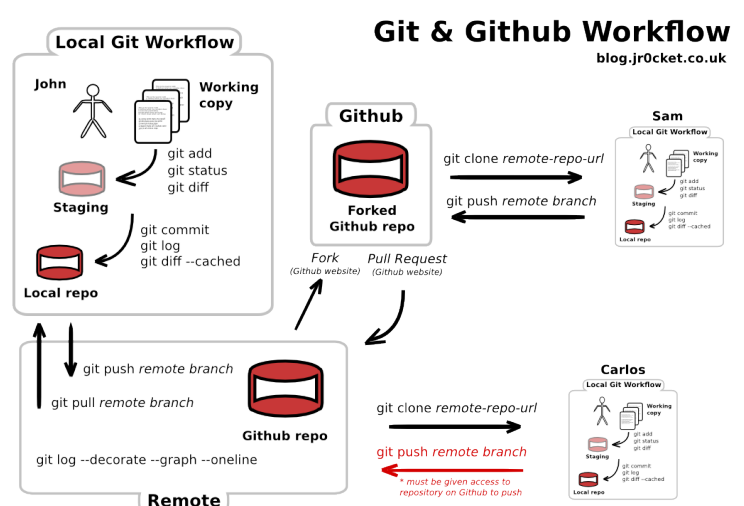 Git & Github Workflow
blog.jr0cket.co.uk
Local Git Workflow
John
Working
copy
git add
git status
git diff
Staging
git commit
git log
git diff --cached
Local repo
Github
Forked
Github repo
Fork
(Github website)
Pull Request
(Github website)
git clone remote-repo-url
git push remote branch
Sam
Local Git Workflow
Working
copy
git add
git status
git diff
Staging
git commit
git log
git diff --cached
Local repo
git push remote branch
git pull remote branch
Github repo
git log --decorate --graph --oneline
Remote
git clone remote-repo-url
git push remote branch
* must be given access to
repository on Github to push
Carlos
Local Git Workflow
Working
copy
git add
git status
git diff
Staging
git commit
git log
git diff --cached
Local repo